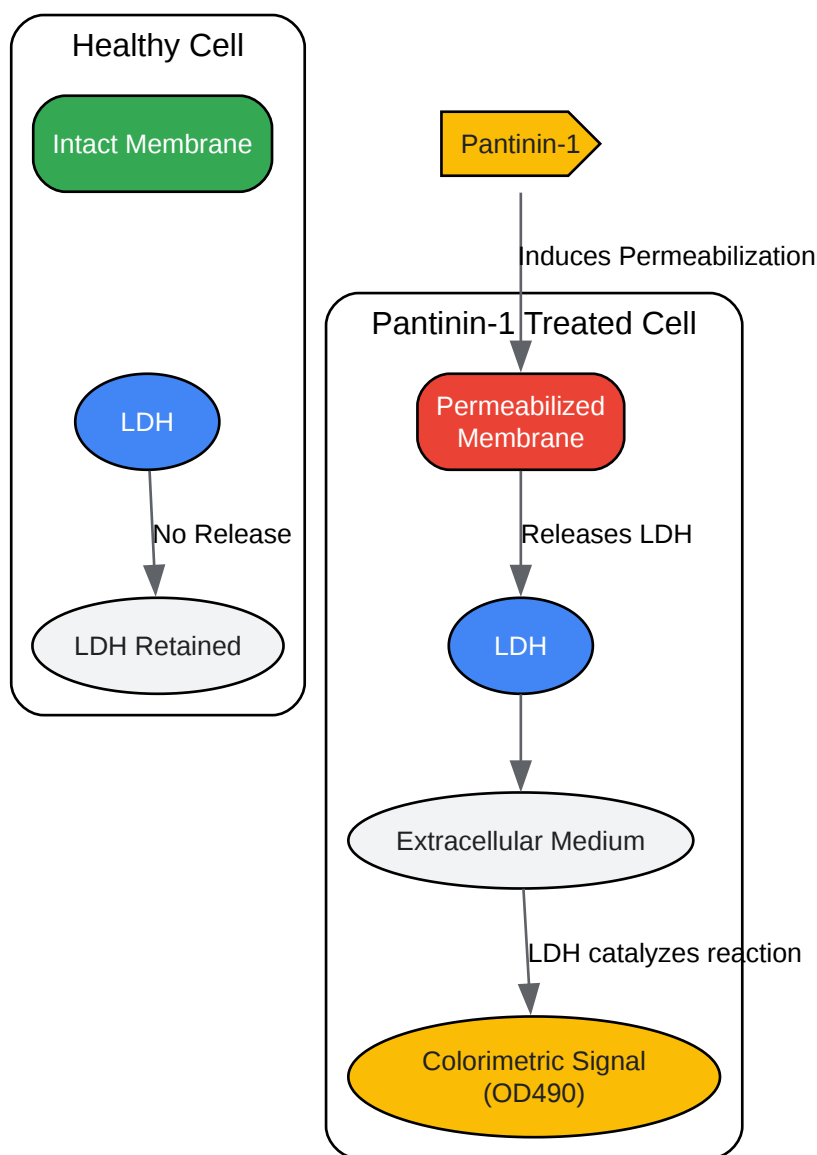 Healthy Cell
Intact Membrane
LDH
No Release
LDH Retained
Pantinin-1
Induces Permeabilization
Pantinin-1 Treated Cell
Permeabilized
Membrane
Releases LDH
LDH
Extracellular Medium
LDH catalyzes reaction
Colorimetric Signal
(OD490)